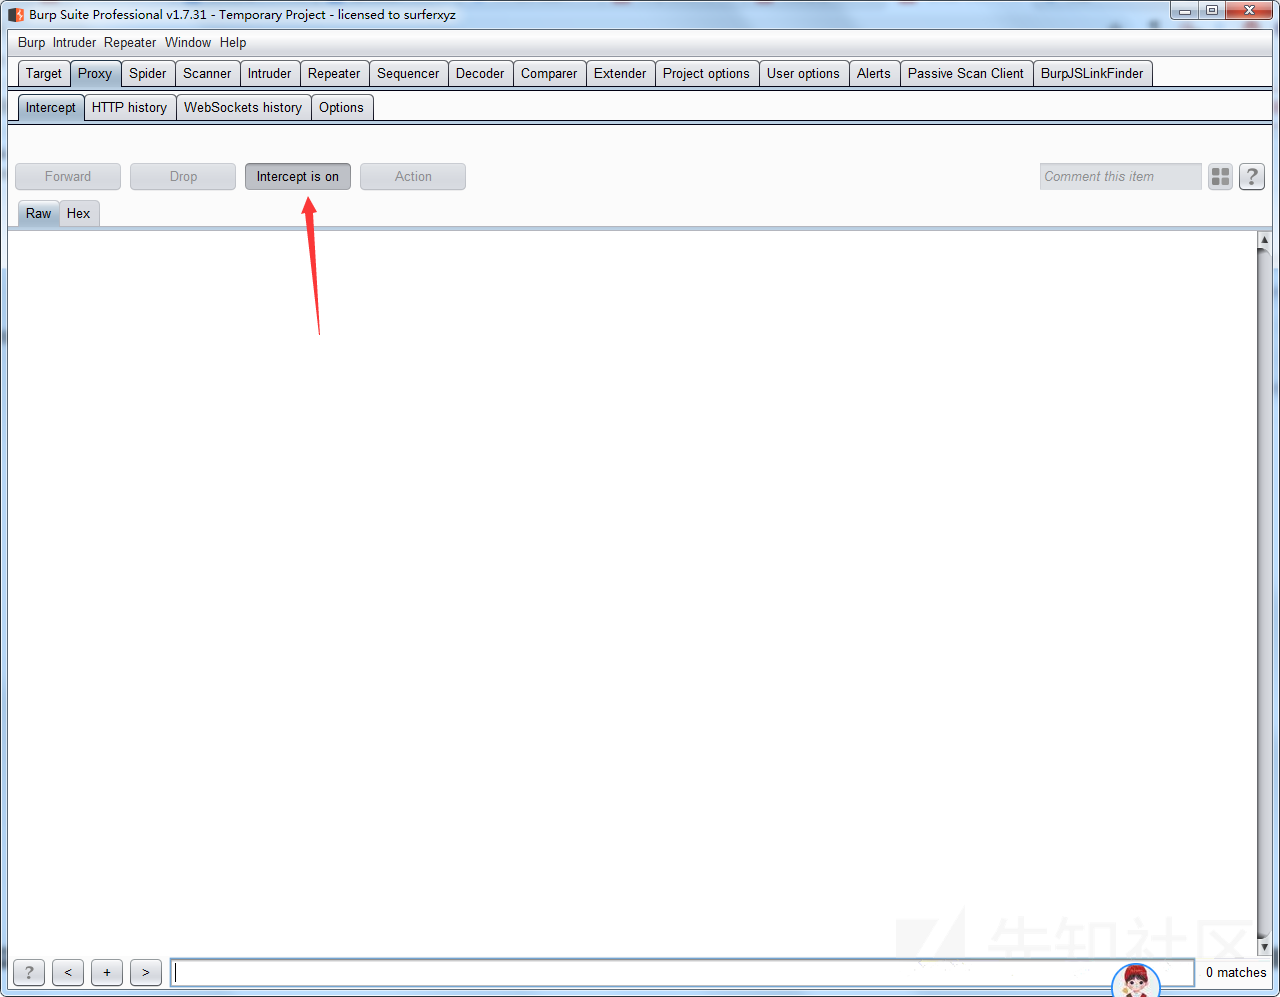 Burp Suite Professional v1.7.31 - Temporary Project - licensed to surferxyz
Burp Intruder Repeater Window Help
Target Proxy Spider Scanner Intruder Repeater Sequencer Decoder Comparer Extender Project options User options Alerts Passive Scan Client BurpJSLinkFinder
Intercept HTTP history WebSockets history Options
Forward Drop Intercept is on Action Comment this item ?
Raw Hex
先知社区
? < + > 0 matches